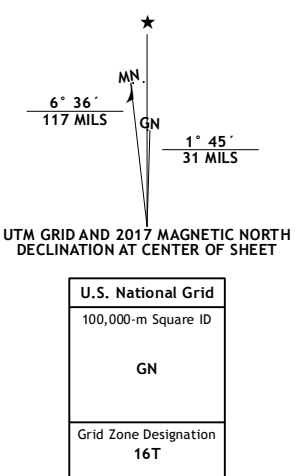 MN
6° 36´
117 MILS
GN
1° 45´
31 MILS
UTM GRID AND 2017 MAGNETIC NORTH
DECLINATION AT CENTER OF SHEET
U.S. National Grid
100,000-m Square ID
GN
Grid Zone Designation
16T